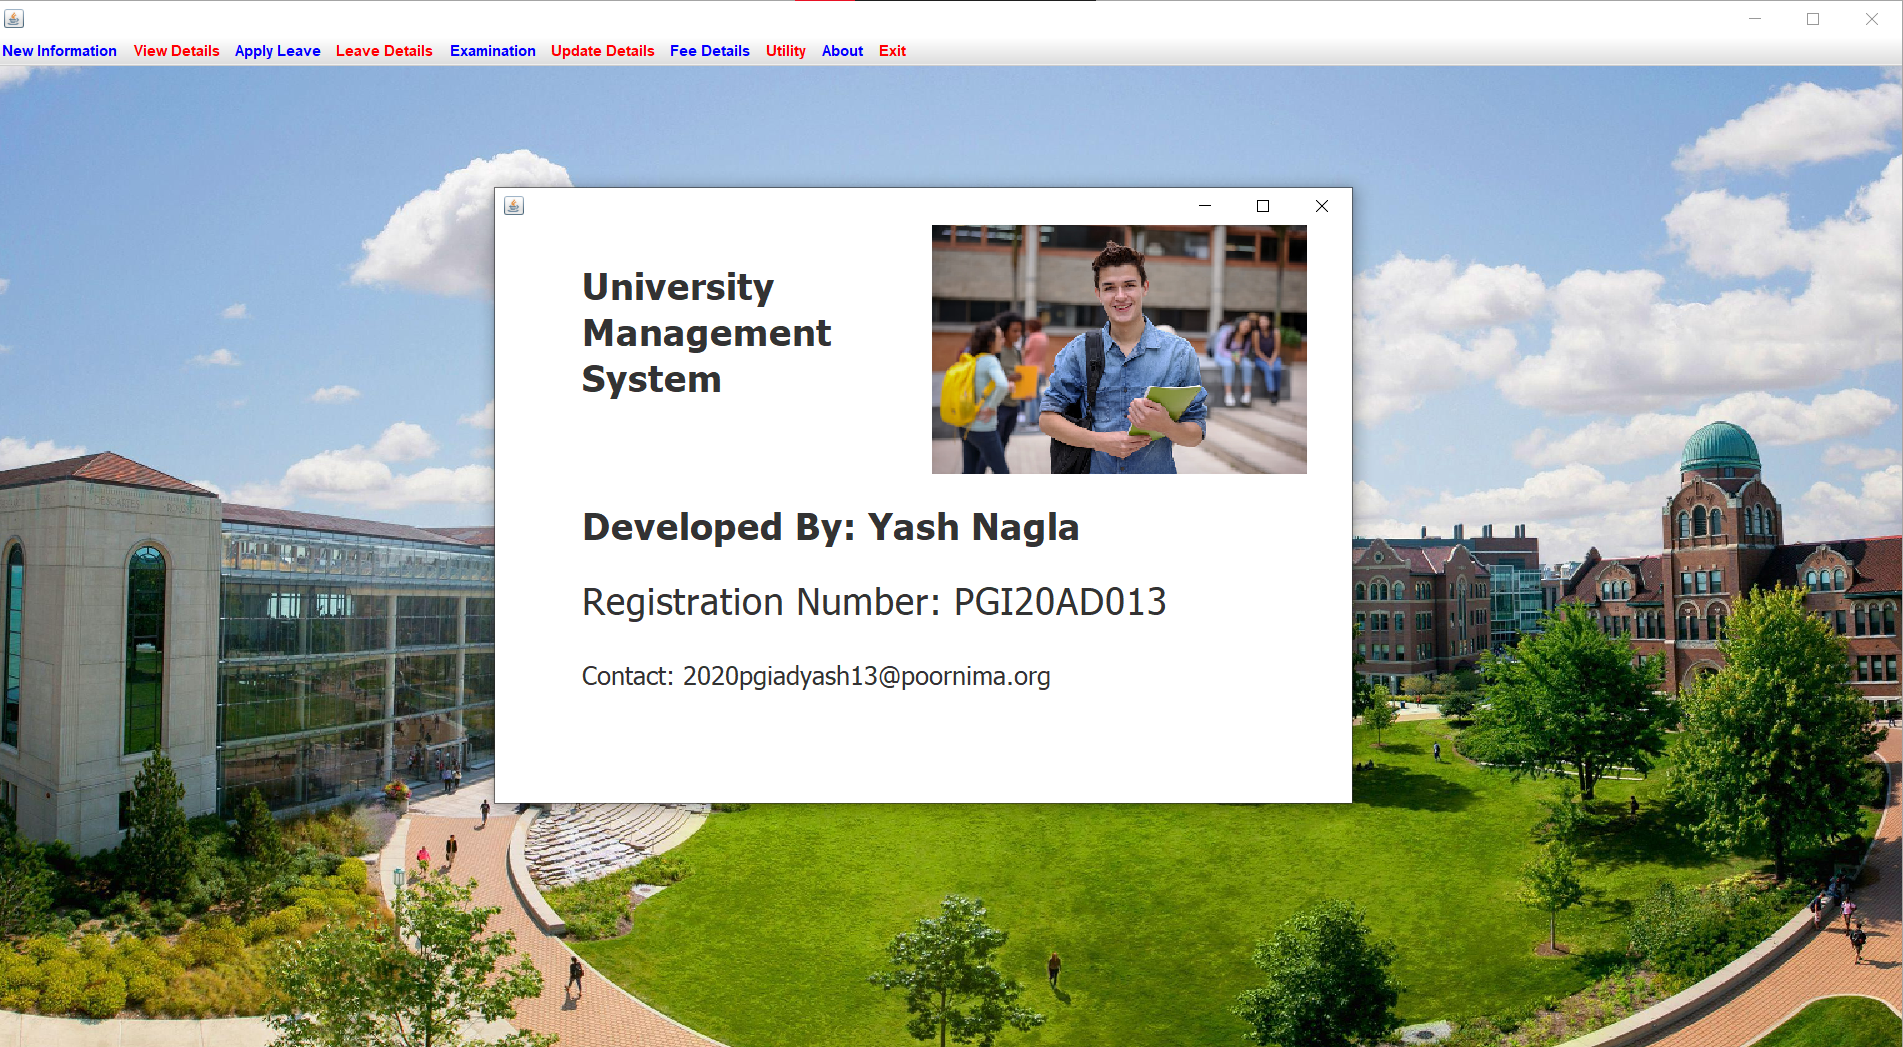 New Information View Details Apply Leave Leave Details Examination Update Details Fee Details Utility About Exit
University
Management
System
Developed By: Yash Nagla
Registration Number: PGI20AD013
Contact: 2020pgiadyash13@poornima.org
DESCARTES